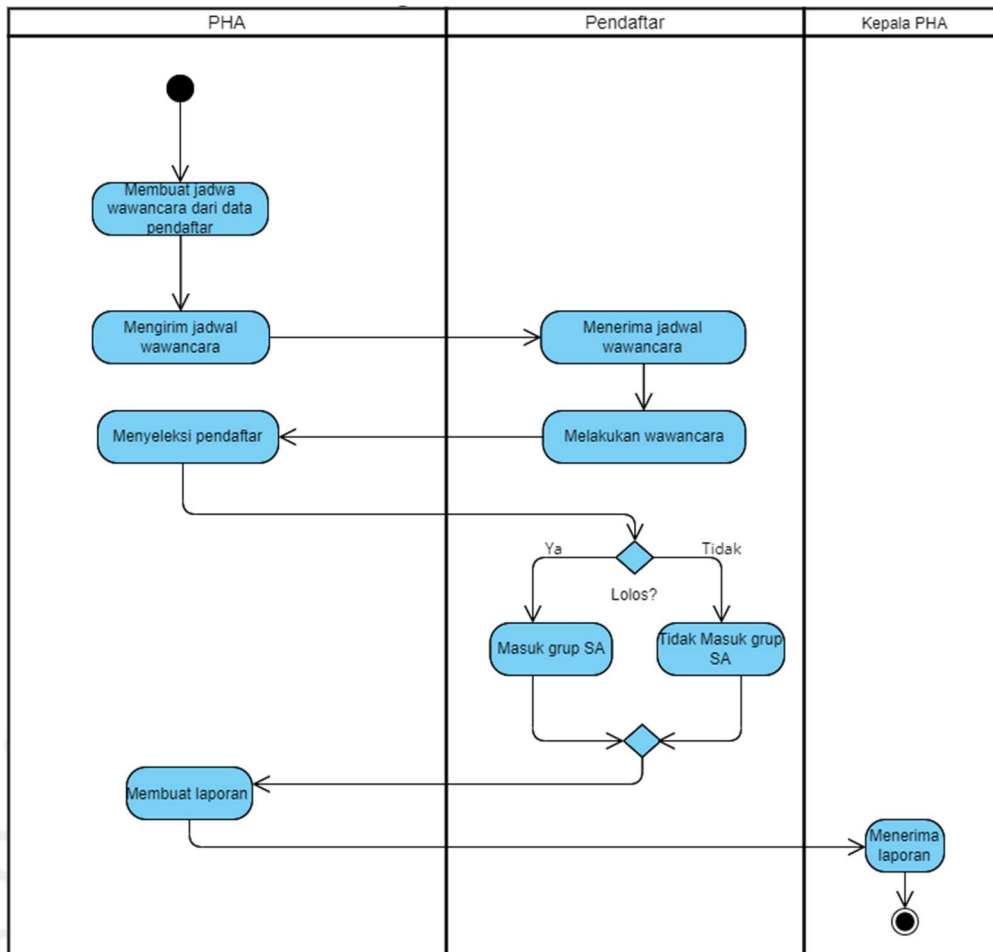 PHA
Pendaftar
Kepala PHA
Membuat jadwa
wawancara dari data
pendaftar
Mengirim jadwal
wawancara
Menerima jadwal
wawancara
Menyeleksi pendaftar
Melakukan wawancara
Ya
Tidak
Lolos?
Masuk grup SA
Tidak Masuk grup
SA
Membuat laporan
Menerima
laporan